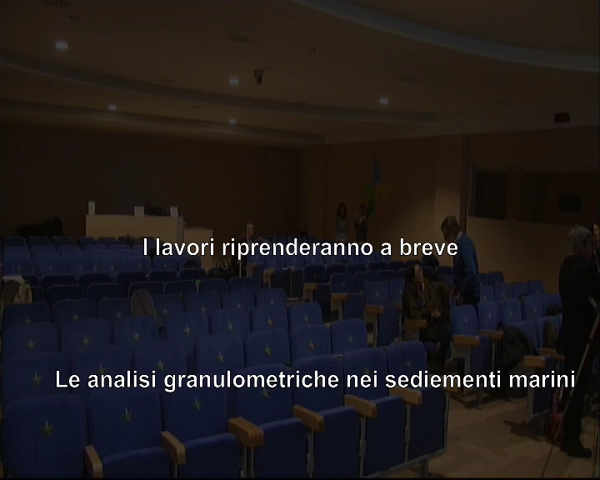 I lavori riprenderanno a breve
Le analisi granulometriche nei sediementi marini